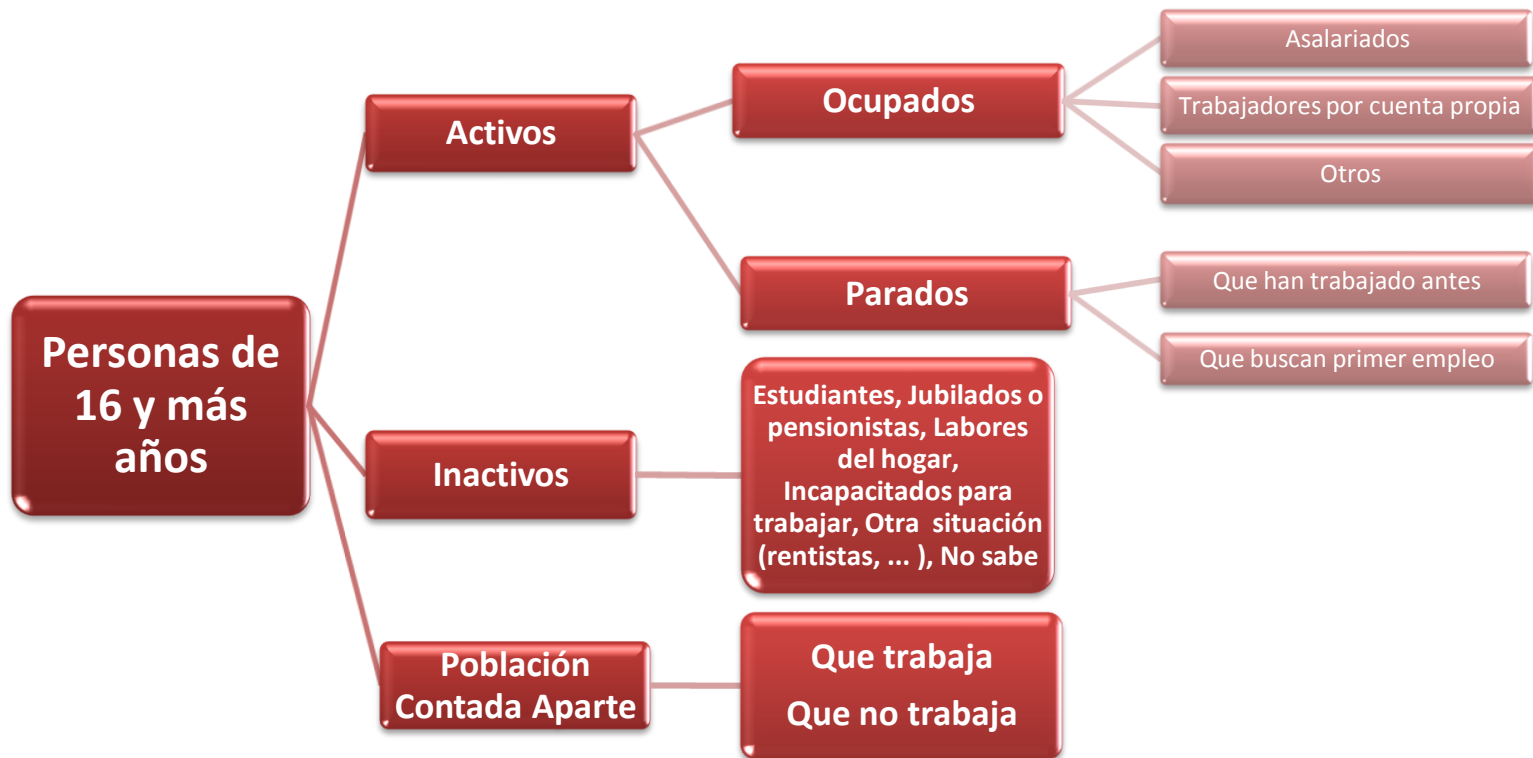 Personas de
16 y más
años
Activos
Ocupados
Asalariados
Trabajadores por cuenta propia
Otros
Parados
Que han trabajado antes
Que buscan primer empleo
Inactivos
Estudiantes, Jubilados o
pensionistas, Labores
del hogar,
Incapacitados para
trabajar, Otra situación
(rentistas, ... ), No sabe
Población
Contada Aparte
Que trabaja
Que no trabaja